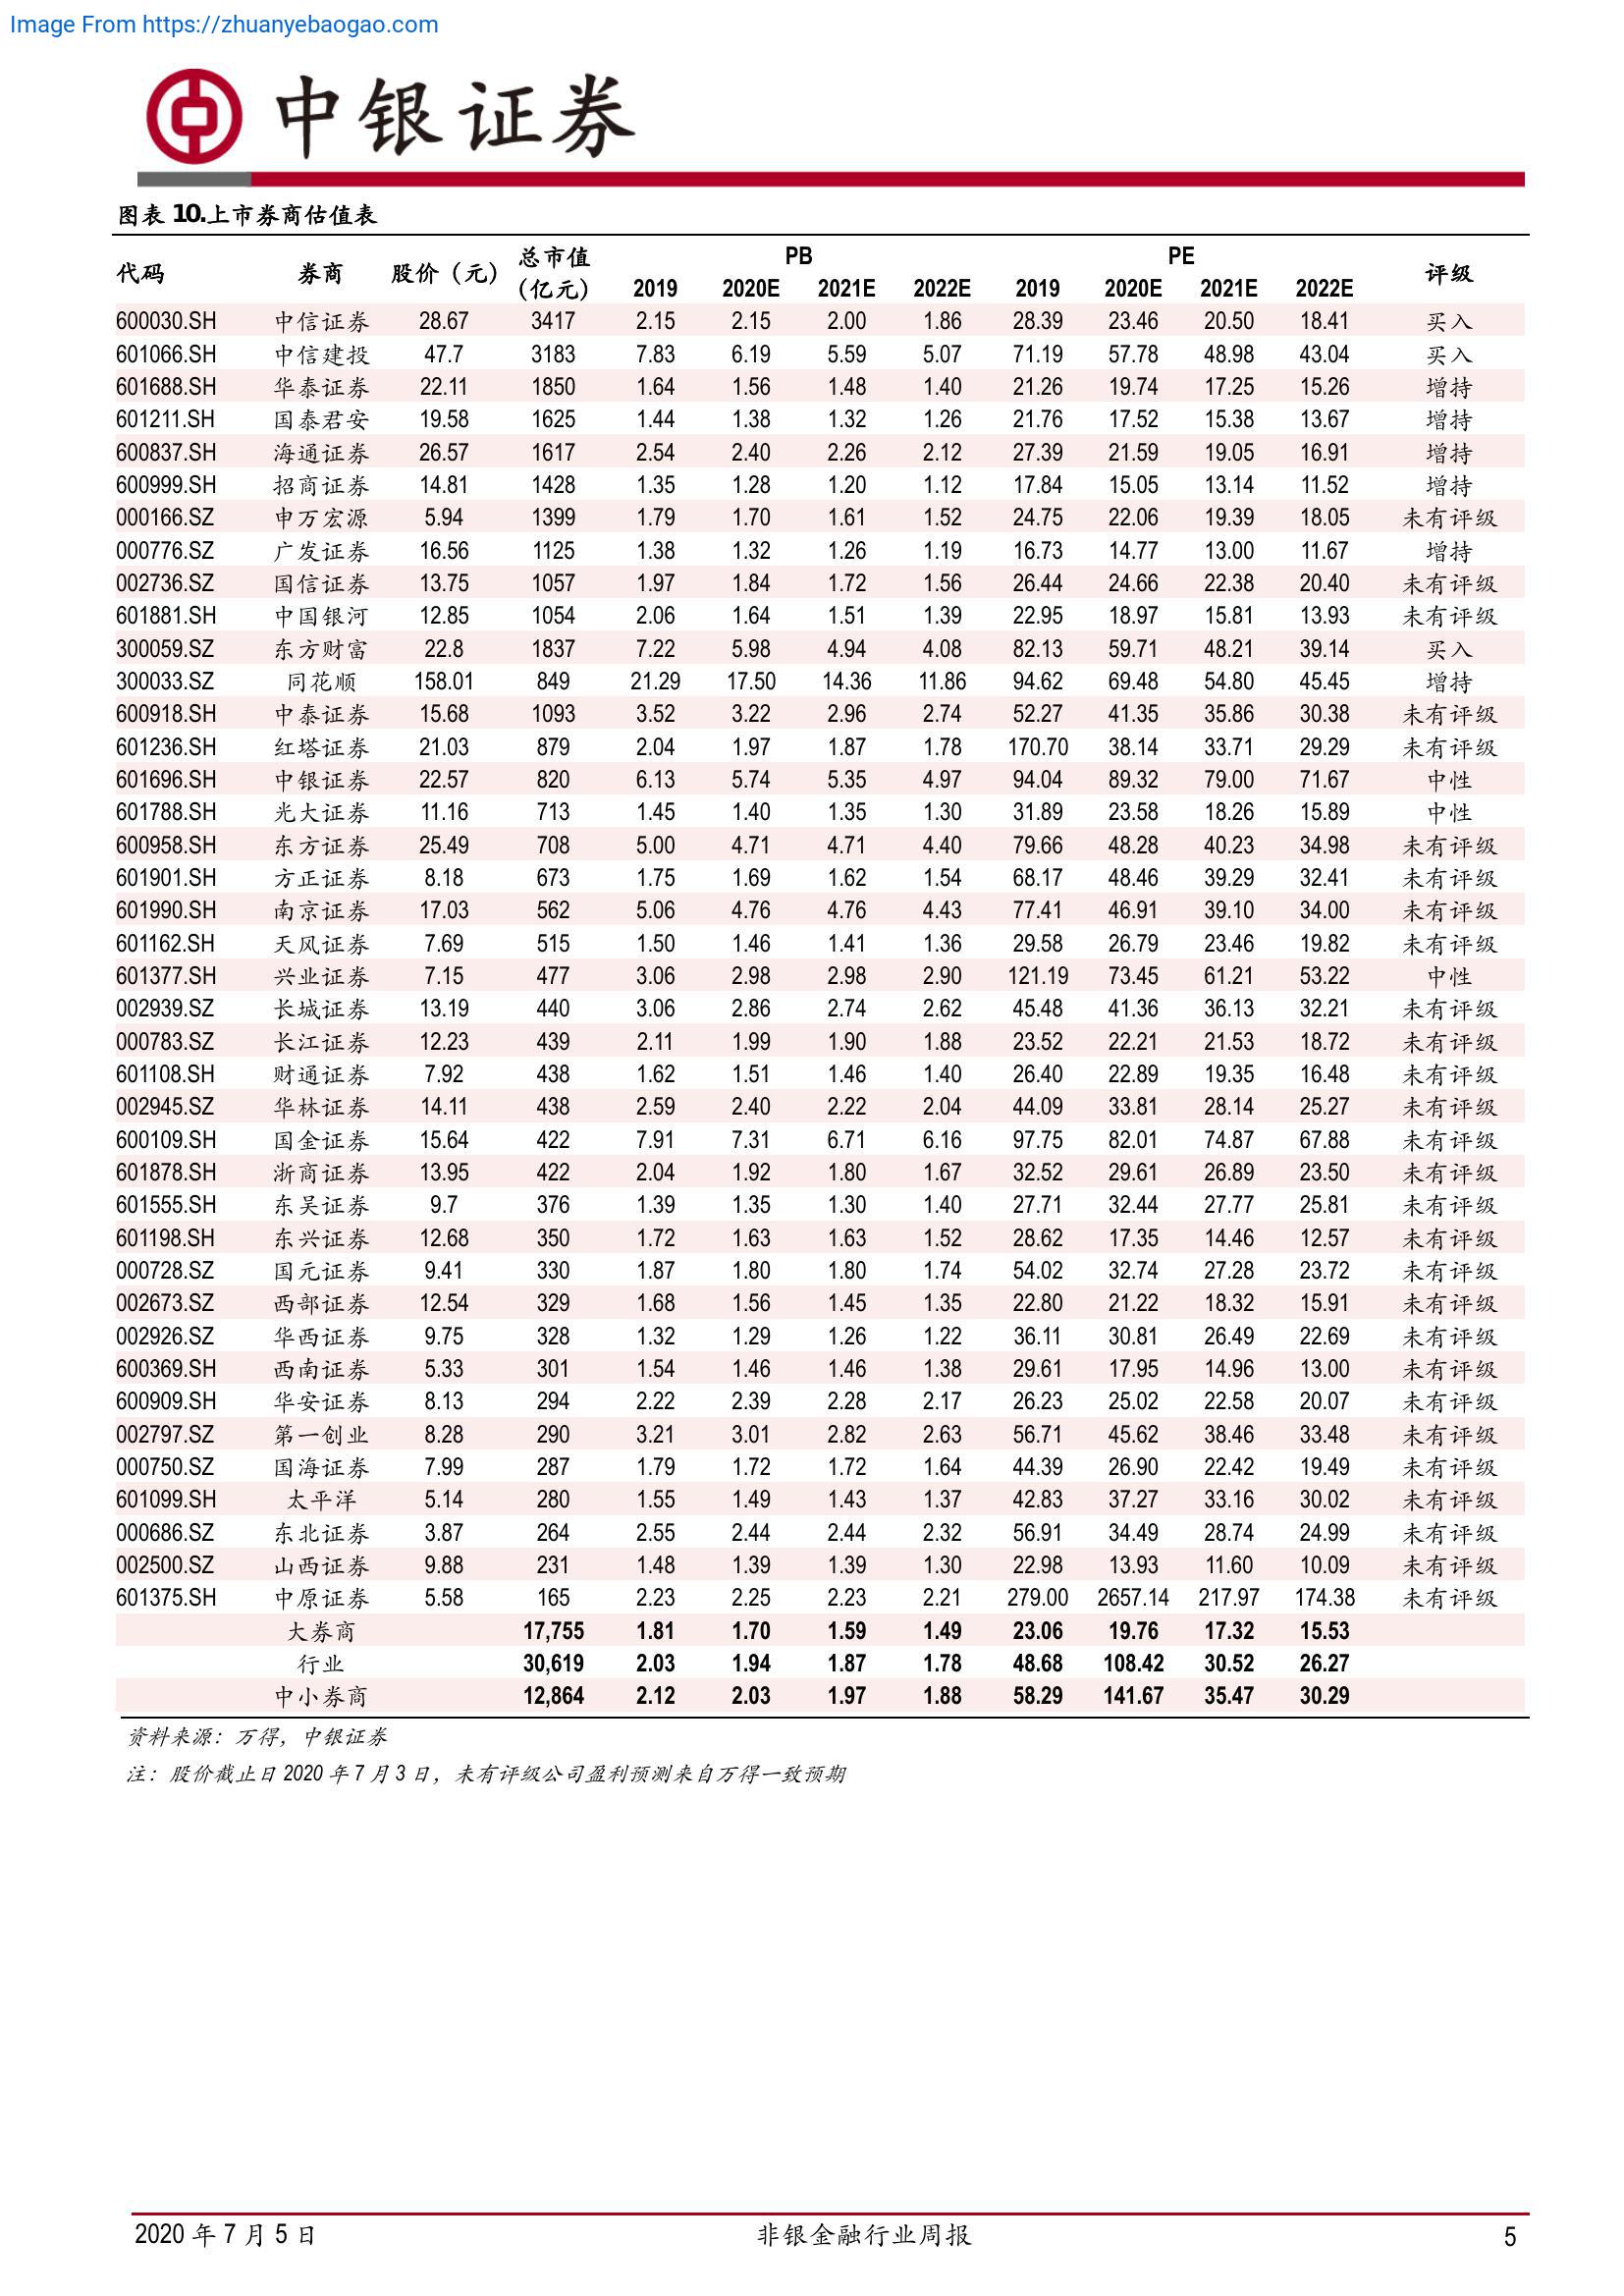 Image From https://zhuanyebaogao.com
中银证券
图表 10.上市券商估值表
代码 券商 股价（元） 总市值（亿元） PB PE 评级
2019 2020E 2021E 2022E 2019 2020E 2021E 2022E
600030.SH 中信证券 28.67 3417 2.15 2.15 2.00 1.86 28.39 23.46 20.50 18.41 买入
601066.SH 中信建投 47.7 3183 7.83 6.19 5.59 5.07 71.19 57.78 48.98 43.04 买入
601688.SH 华泰证券 22.11 1850 1.64 1.56 1.48 1.40 21.26 19.74 17.25 15.26 增持
601211.SH 国泰君安 19.58 1625 1.44 1.38 1.32 1.26 21.76 17.52 15.38 13.67 增持
600837.SH 海通证券 26.57 1617 2.54 2.40 2.26 2.12 27.39 21.59 19.05 16.91 增持
600999.SH 招商证券 14.81 1428 1.35 1.28 1.20 1.12 17.84 15.05 13.14 11.52 增持
000166.SZ 申万宏源 5.94 1399 1.79 1.70 1.61 1.52 24.75 22.06 19.39 18.05 未有评级
000776.SZ 广发证券 16.56 1125 1.38 1.32 1.26 1.19 16.73 14.77 13.00 11.67 增持
002736.SZ 国信证券 13.75 1057 1.97 1.84 1.72 1.56 26.44 24.66 22.38 20.40 未有评级
601881.SH 中国银河 12.85 1054 2.06 1.64 1.51 1.39 22.95 18.97 15.81 13.93 未有评级
300059.SZ 东方财富 22.8 1837 7.22 5.98 4.94 4.08 82.13 59.71 48.21 39.14 买入
300033.SZ 同花顺 158.01 849 21.29 17.50 14.36 11.86 94.62 69.48 54.80 45.45 增持
600918.SH 中泰证券 15.68 1093 3.52 3.22 2.96 2.74 52.27 41.35 35.86 30.38 未有评级
601236.SH 红塔证券 21.03 879 2.04 1.97 1.87 1.78 170.70 38.14 33.71 29.29 未有评级
601696.SH 中银证券 22.57 820 6.13 5.74 5.35 4.97 94.04 89.32 79.00 71.67 中性
601788.SH 光大证券 11.16 713 1.45 1.40 1.35 1.30 31.89 23.58 18.26 15.89 中性
600958.SH 东方证券 25.49 708 5.00 4.71 4.71 4.40 79.66 48.28 40.23 34.98 未有评级
601901.SH 方正证券 8.18 673 1.75 1.69 1.62 1.54 68.17 48.46 39.29 32.41 未有评级
601990.SH 南京证券 17.03 562 5.06 4.76 4.76 4.43 77.41 46.91 39.10 34.00 未有评级
601162.SH 天风证券 7.69 515 1.50 1.46 1.41 1.36 29.58 26.79 23.46 19.82 未有评级
601377.SH 兴业证券 7.15 477 3.06 2.98 2.98 2.90 121.19 73.45 61.21 53.22 中性
002939.SZ 长城证券 13.19 440 3.06 2.86 2.74 2.62 45.48 41.36 36.13 32.21 未有评级
000783.SZ 长江证券 12.23 439 2.11 1.99 1.90 1.88 23.52 22.21 21.53 18.72 未有评级
601108.SH 财通证券 7.92 438 1.62 1.51 1.46 1.40 26.40 22.89 19.35 16.48 未有评级
002945.SZ 华林证券 14.11 438 2.59 2.40 2.22 2.04 44.09 33.81 28.14 25.27 未有评级
600109.SH 国金证券 15.64 422 7.91 7.31 6.71 6.16 97.75 82.01 74.87 67.88 未有评级
601878.SH 浙商证券 13.95 422 2.04 1.92 1.80 1.67 32.52 29.61 26.89 23.50 未有评级
601555.SH 东吴证券 9.7 376 1.39 1.35 1.30 1.40 27.71 32.44 27.77 25.81 未有评级
601198.SH 东兴证券 12.68 350 1.72 1.63 1.63 1.52 28.62 17.35 14.46 12.57 未有评级
000728.SZ 国元证券 9.41 330 1.87 1.80 1.80 1.74 54.02 32.74 27.28 23.72 未有评级
002673.SZ 西部证券 12.54 329 1.68 1.56 1.45 1.35 22.80 21.22 18.32 15.91 未有评级
002926.SZ 华西证券 9.75 328 1.32 1.29 1.26 1.22 36.11 30.81 26.49 22.69 未有评级
600369.SH 西南证券 5.33 301 1.54 1.46 1.46 1.38 29.61 17.95 14.96 13.00 未有评级
600909.SH 华安证券 8.13 294 2.22 2.39 2.28 2.17 26.23 25.02 22.58 20.07 未有评级
002797.SZ 第一创业 8.28 290 3.21 3.01 2.82 2.63 56.71 45.62 38.46 33.48 未有评级
000750.SZ 国海证券 7.99 287 1.79 1.72 1.72 1.64 44.39 26.90 22.42 19.49 未有评级
601099.SH 太平洋 5.14 280 1.55 1.49 1.43 1.37 42.83 37.27 33.16 30.02 未有评级
000686.SZ 东北证券 3.87 264 2.55 2.44 2.44 2.32 56.91 34.49 28.74 24.99 未有评级
002500.SZ 山西证券 9.88 231 1.48 1.39 1.39 1.30 22.98 13.93 11.60 10.09 未有评级
601375.SH 中原证券 5.58 165 2.23 2.25 2.23 2.21 279.00 2657.14 217.97 174.38 未有评级
大券商 17,755 1.81 1.70 1.59 1.49 23.06 19.76 17.32 15.53
行业 30,619 2.03 1.94 1.87 1.78 48.68 108.42 30.52 26.27
中小券商 12,864 2.12 2.03 1.97 1.88 58.29 141.67 35.47 30.29
资料来源：万得，中银证券
注：股价截止日 2020 年 7 月 3 日，未有评级公司盈利预测来自万得一致预期
2020 年 7 月 5 日 非银金融行业周报 5